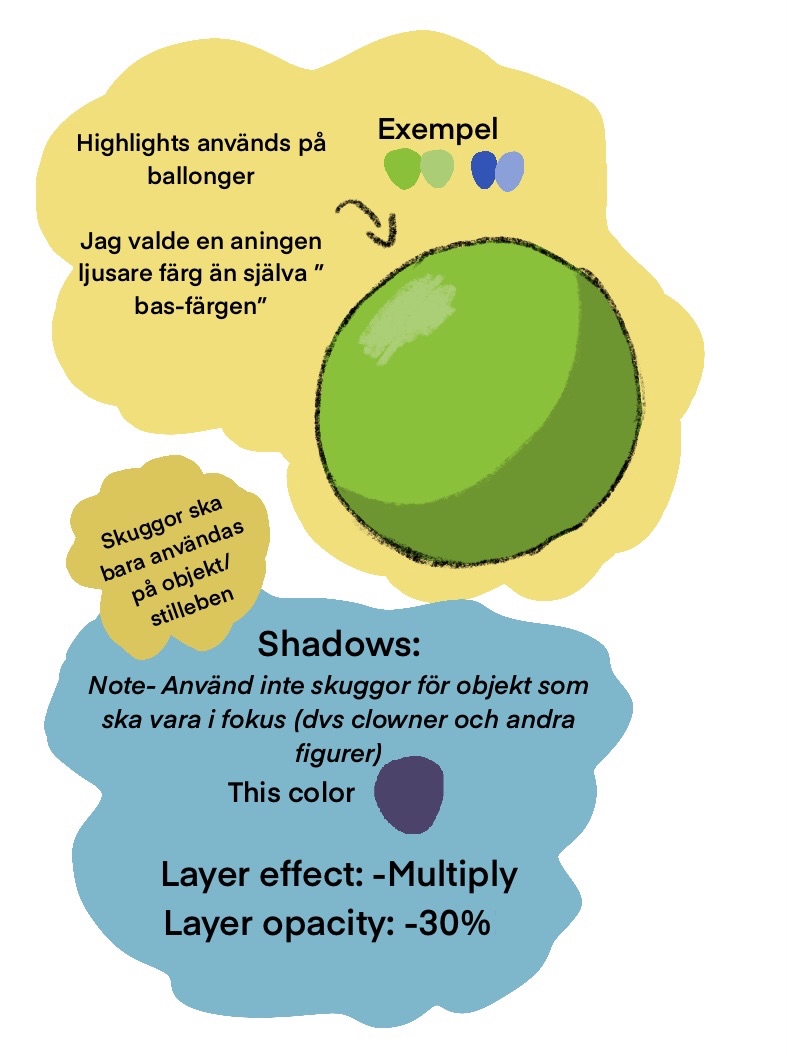 Highlights används på
ballonger
Jag valde en aningen
ljusare färg än själva ”
bas-färgen”
Exempel
Skuggor ska
bara användas
på objekt/
stilleben
Shadows:
Note- Använd inte skuggor för objekt som
ska vara i fokus (dvs clowner och andra
figurer)
This color
Layer effect: -Multiply
Layer opacity: -30%